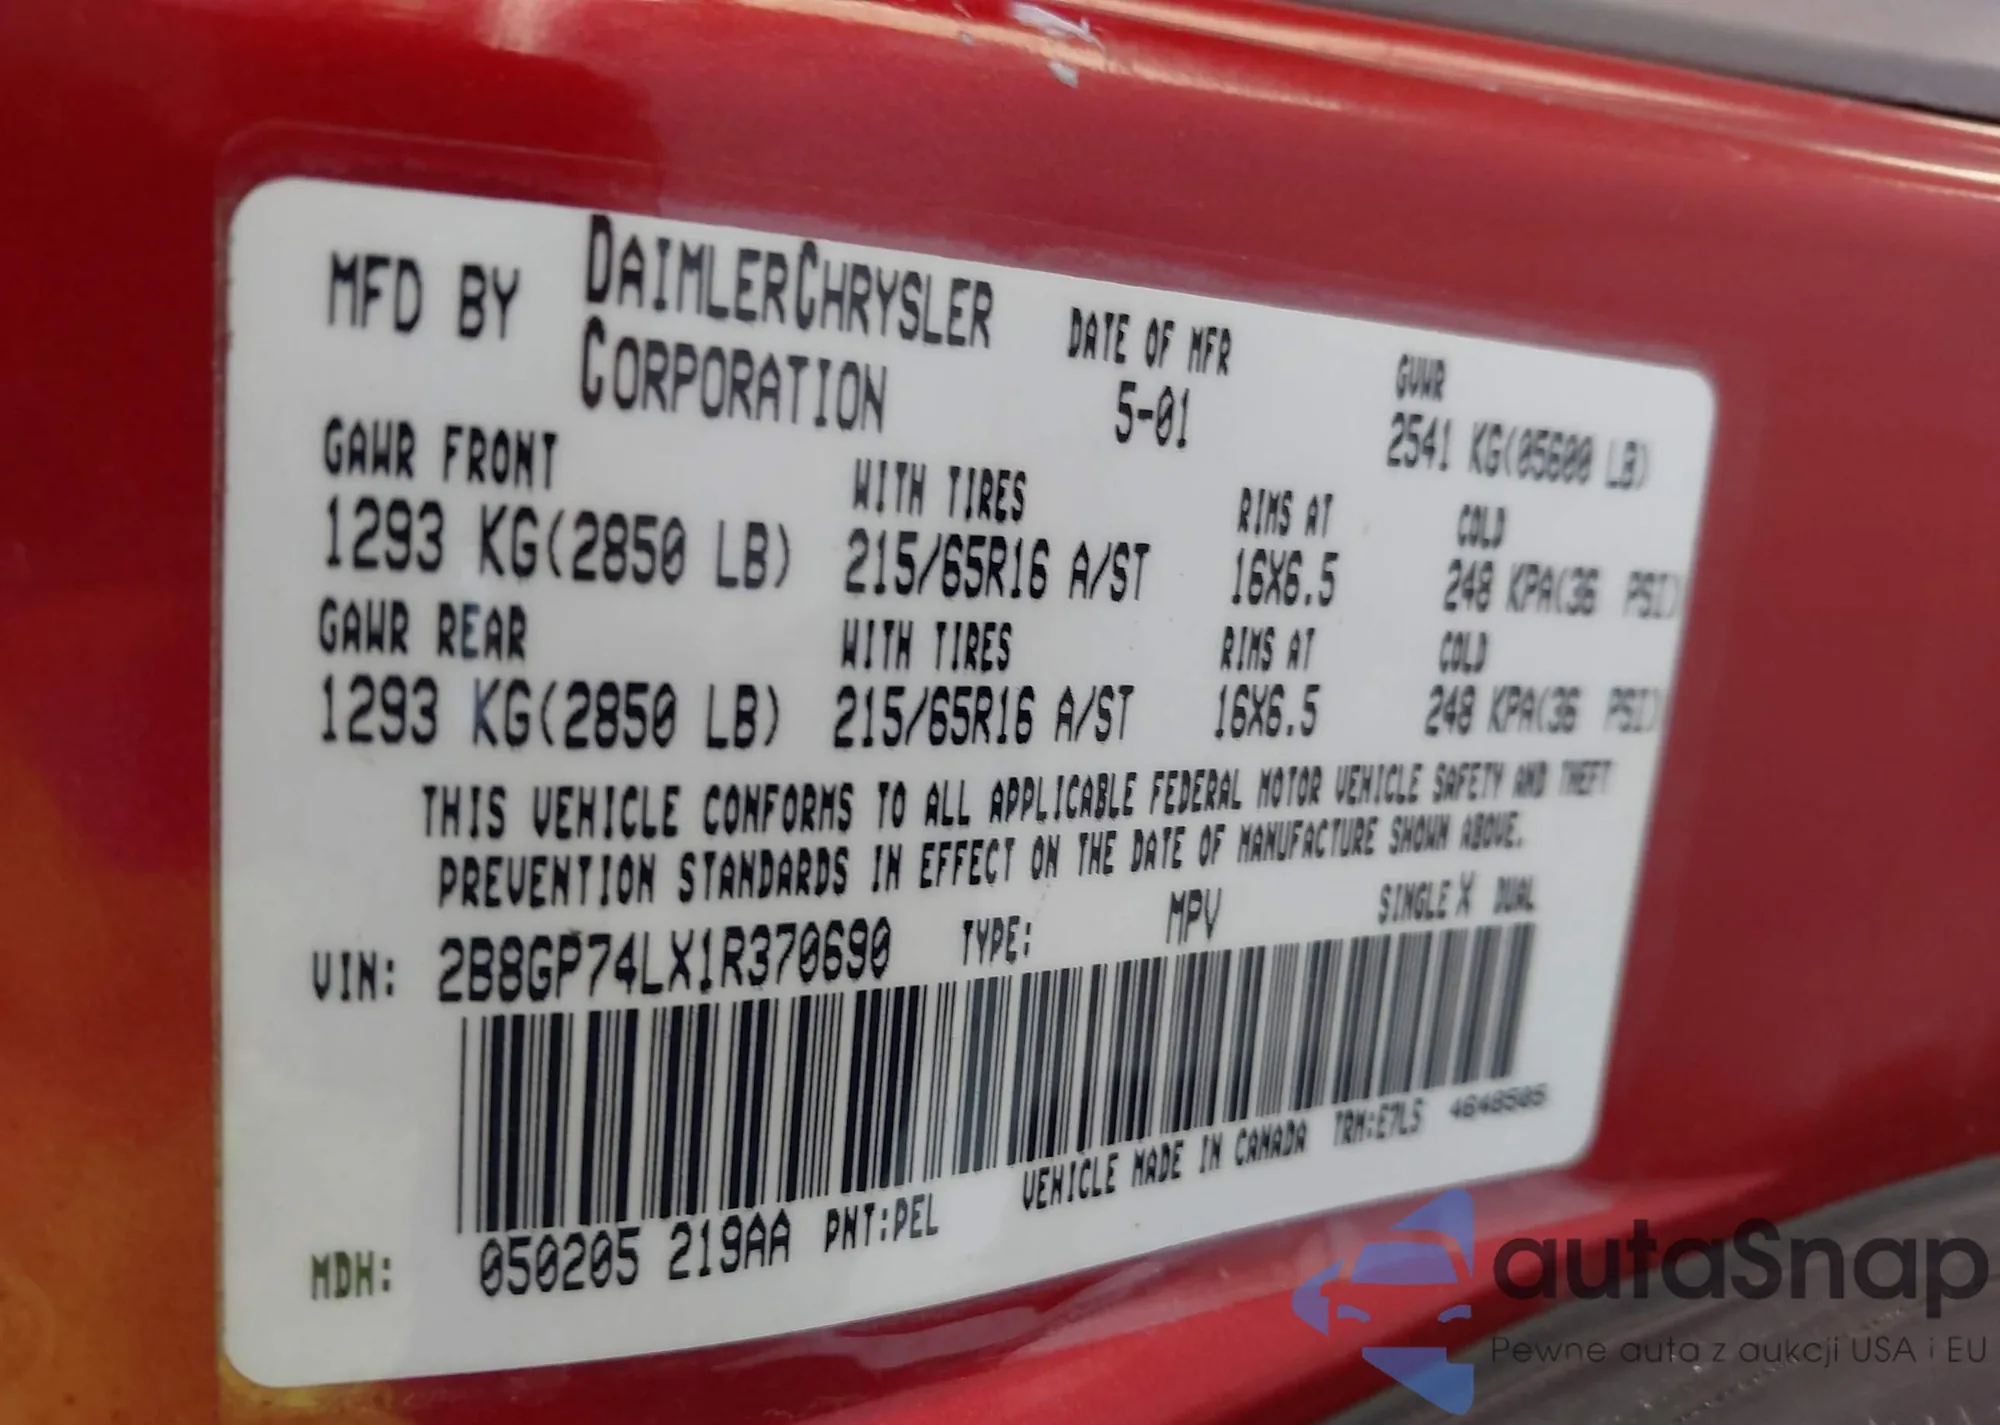 MFD BY DAIMLERCHRYSLER CORPORATION
DATE OF MFR 5-01
GVWR 2541 KG(05600 LB)
GAWR FRONT WITH TIRES RIMS AT COLD
1293 KG(2850 LB) 215/65R16 A/ST 16X6.5 248 KPA(36 PSI)
GAWR REAR WITH TIRES RIMS AT COLD
1293 KG(2850 LB) 215/65R16 A/ST 16X6.5 248 KPA(36 PSI)
THIS VEHICLE CONFORMS TO ALL APPLICABLE FEDERAL MOTOR VEHICLE SAFETY AND THEFT
PREVENTION STANDARDS IN EFFECT ON THE DATE OF MANUFACTURE SHOWN ABOVE.
VIN: 2B8GP74LX1R370690 TYPE: MPV SINGLE X DUAL
VEHICLE MADE IN CANADA TRM:E7LS 4648505
MDH: 050205 219AA PNT:PEL
autaSnap
Pewne auta z aukcji USA i EU